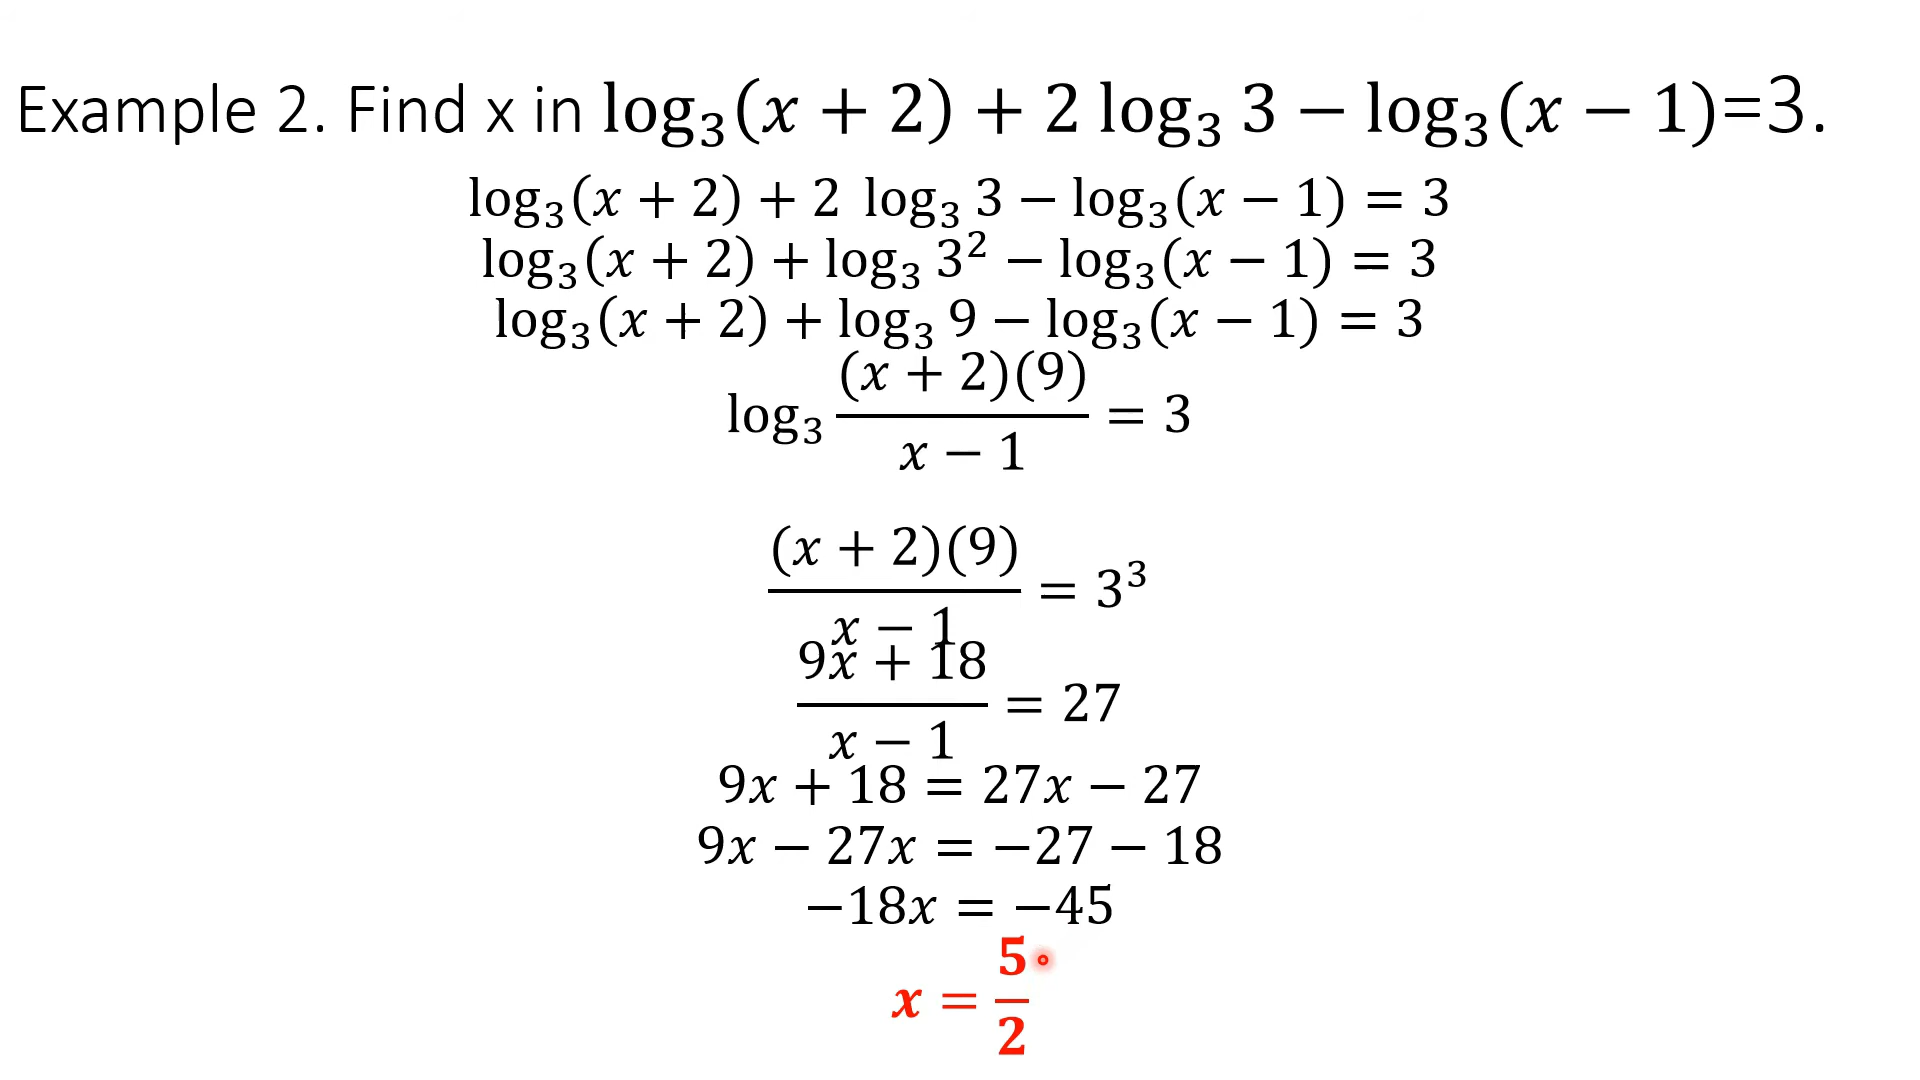 Example 2. Find x in log₃(x + 2) + 2 log₃ 3 − log₃(x − 1)=3.
log₃(x + 2) + 2 log₃ 3 − log₃(x − 1) = 3
log₃(x + 2) + log₃ 3² − log₃(x − 1) = 3
log₃(x + 2) + log₃ 9 − log₃(x − 1) = 3
log₃ (x + 2)(9) / x − 1 = 3
(x + 2)(9) / x − 1 = 3³
9x + 18 / x − 1 = 27
9x + 18 = 27x − 27
9x − 27x = −27 − 18
−18x = −45
x = 5/2